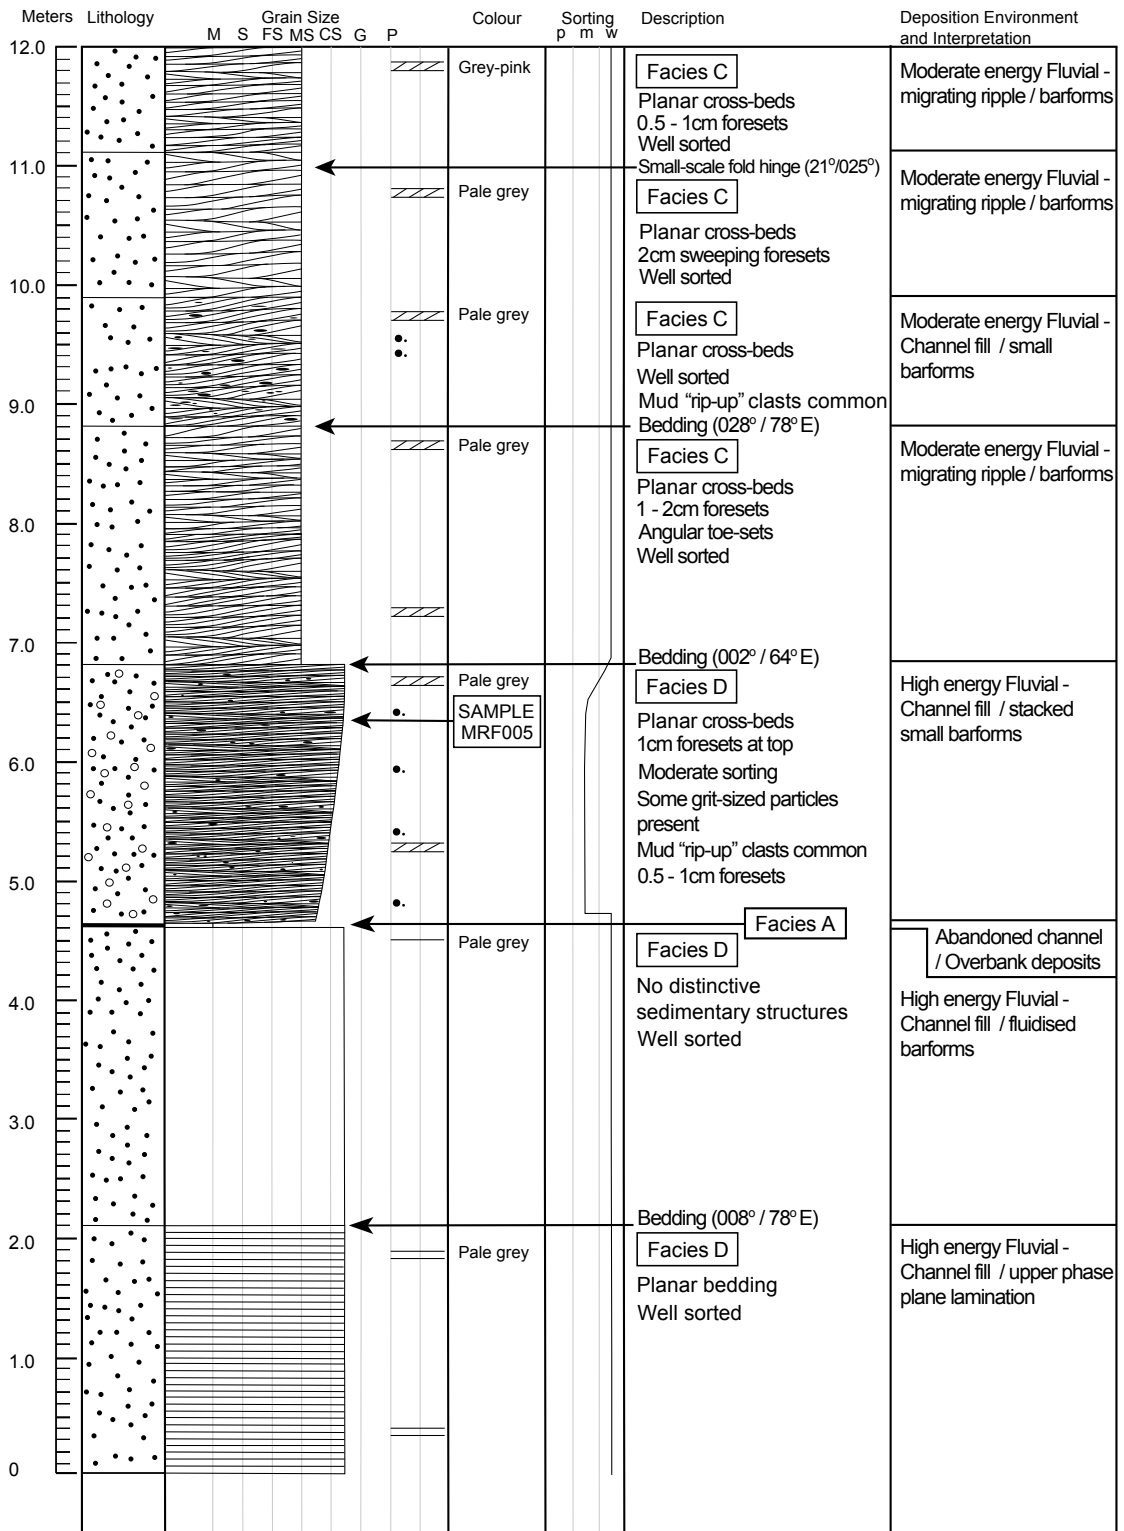 Meters Lithology Grain Size Colour Sorting Description Deposition Environment
and Interpretation
M S FS MS CS G P p m w
12.0
Grey-pink
Facies C
Planar cross-beds
0.5 - 1cm foresets
Well sorted
Moderate energy Fluvial -
migrating ripple / barforms
11.0
Small-scale fold hinge (21º/025º)
Pale grey
Facies C
Planar cross-beds
2cm sweeping foresets
Well sorted
Moderate energy Fluvial -
migrating ripple / barforms
10.0
Pale grey
Facies C
Planar cross-beds
Well sorted
Mud “rip-up” clasts common
Moderate energy Fluvial -
Channel fill / small
barforms
9.0
Bedding (028º / 78º E)
Pale grey
Facies C
Planar cross-beds
1 - 2cm foresets
Angular toe-sets
Well sorted
Moderate energy Fluvial -
migrating ripple / barforms
8.0
7.0
Bedding (002º / 64º E)
Pale grey
SAMPLE
MRF005
Facies D
Planar cross-beds
1cm foresets at top
Moderate sorting
Some grit-sized particles
present
Mud “rip-up” clasts common
0.5 - 1cm foresets
High energy Fluvial -
Channel fill / stacked
small barforms
6.0
5.0
Facies A
Abandoned channel
/ Overbank deposits
Pale grey
Facies D
No distinctive
sedimentary structures
Well sorted
High energy Fluvial -
Channel fill / fluidised
barforms
4.0
3.0
Bedding (008º / 78º E)
2.0
Pale grey
Facies D
Planar bedding
Well sorted
High energy Fluvial -
Channel fill / upper phase
plane lamination
1.0
0